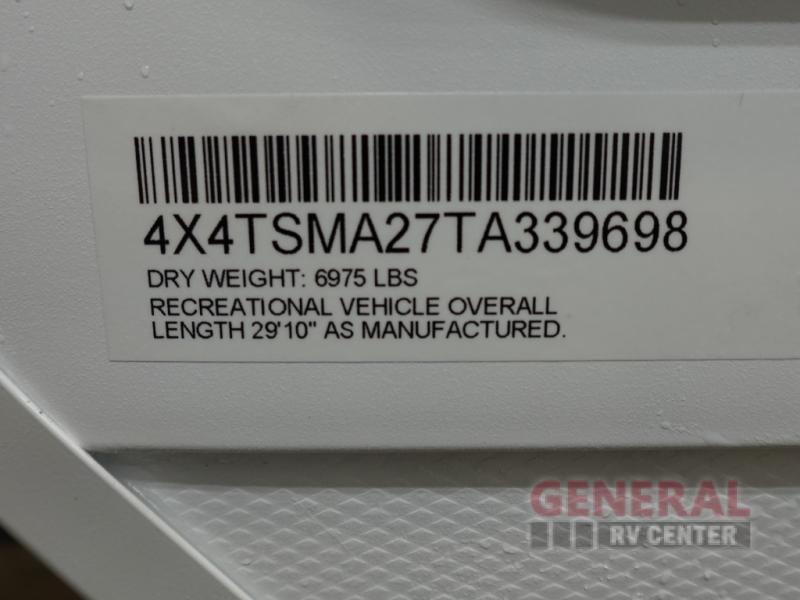 4X4TSMA27TA339698
DRY WEIGHT: 6975 LBS
RECREATIONAL VEHICLE OVERALL
LENGTH 29'10" AS MANUFACTURED.
GENERAL
RV CENTER